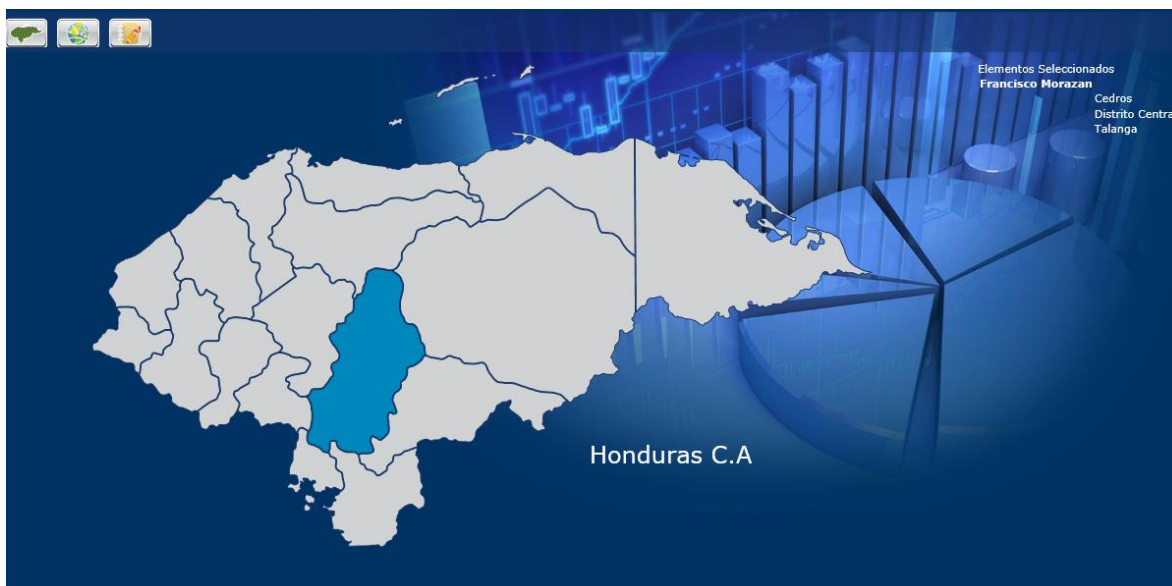 Elementos Seleccionados
Francisco Morazan
Cedros
Distrito Centra
Talanga
Honduras C.A